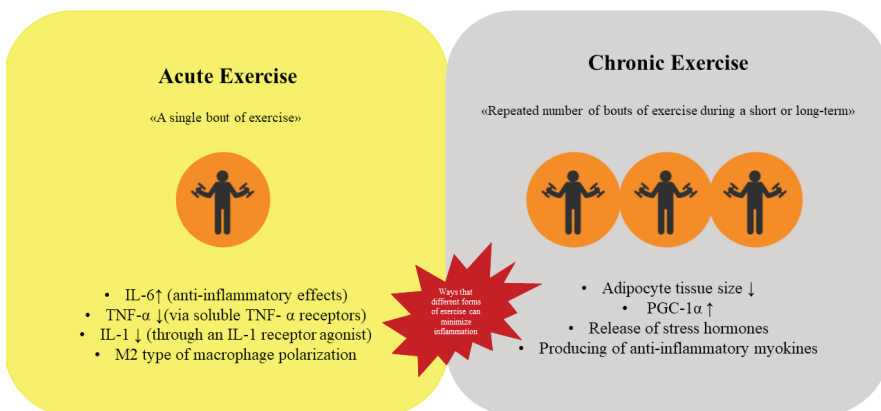 Acute Exercise
«A single bout of exercise»
• IL-6↑ (anti-inflammatory effects)
• TNF-α ↓(via soluble TNF- α receptors)
• IL-1 ↓ (through an IL-1 receptor agonist)
• M2 type of macrophage polarization
Ways that
different forms
of exercise can
minimize
inflammation
Chronic Exercise
«Repeated number of bouts of exercise during a short or long-term»
• Adipocyte tissue size ↓
• PGC-1α ↑
• Release of stress hormones
• Producing of anti-inflammatory myokines